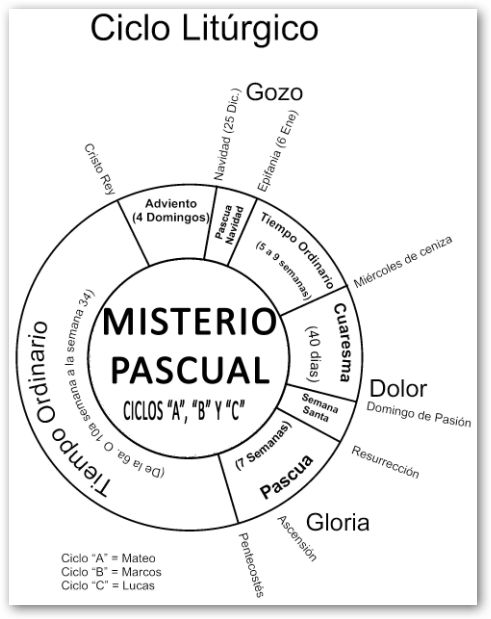 Ciclo Litúrgico
Gozo
Navidad (25 Dic.)
Epifania (6 Ene)
Cristo Rey
Adviento
(4 Domingos)
Pascua
Navidad
Tiempo Ordinario
(5 a 9 semanas)
Miércoles de ceniza
Cuaresma
(40 dias)
Dolor
Semana
Santa
Domingo de Pasión
Resurrección
(7 Semanas)
Pascua
Gloria
Ascensión
Pentecostés
Tiempo Ordinario
(De la 6a. O 10a semana a la semana 34)
MISTERIO
PASCUAL
CICLOS "A", "B" Y "C"
Ciclo "A" = Mateo
Ciclo "B" = Marcos
Ciclo "C" = Lucas